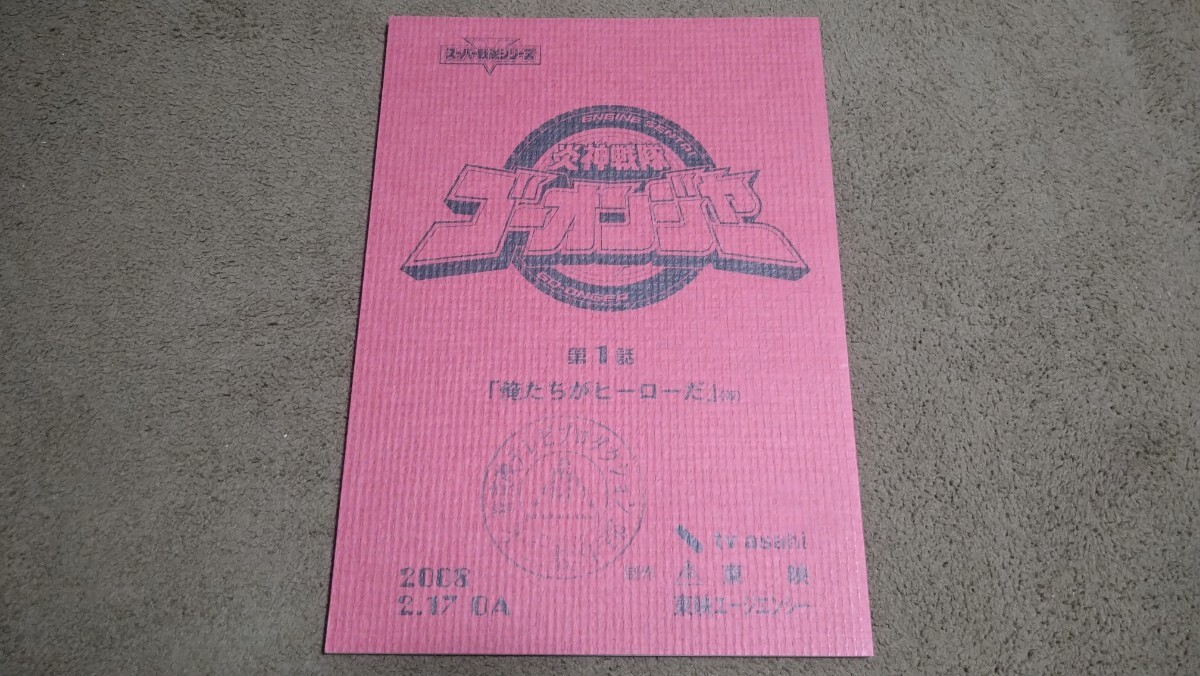 スーパー戦隊シリーズ
ENGINE SENTAI
炎神戦隊
ゴーオンジャー
GO-ONGER
第1話
「俺たちがヒーローだ」(仮)
tv asahi
制作 東映
2008
2.17 OA
東映エージエンシー